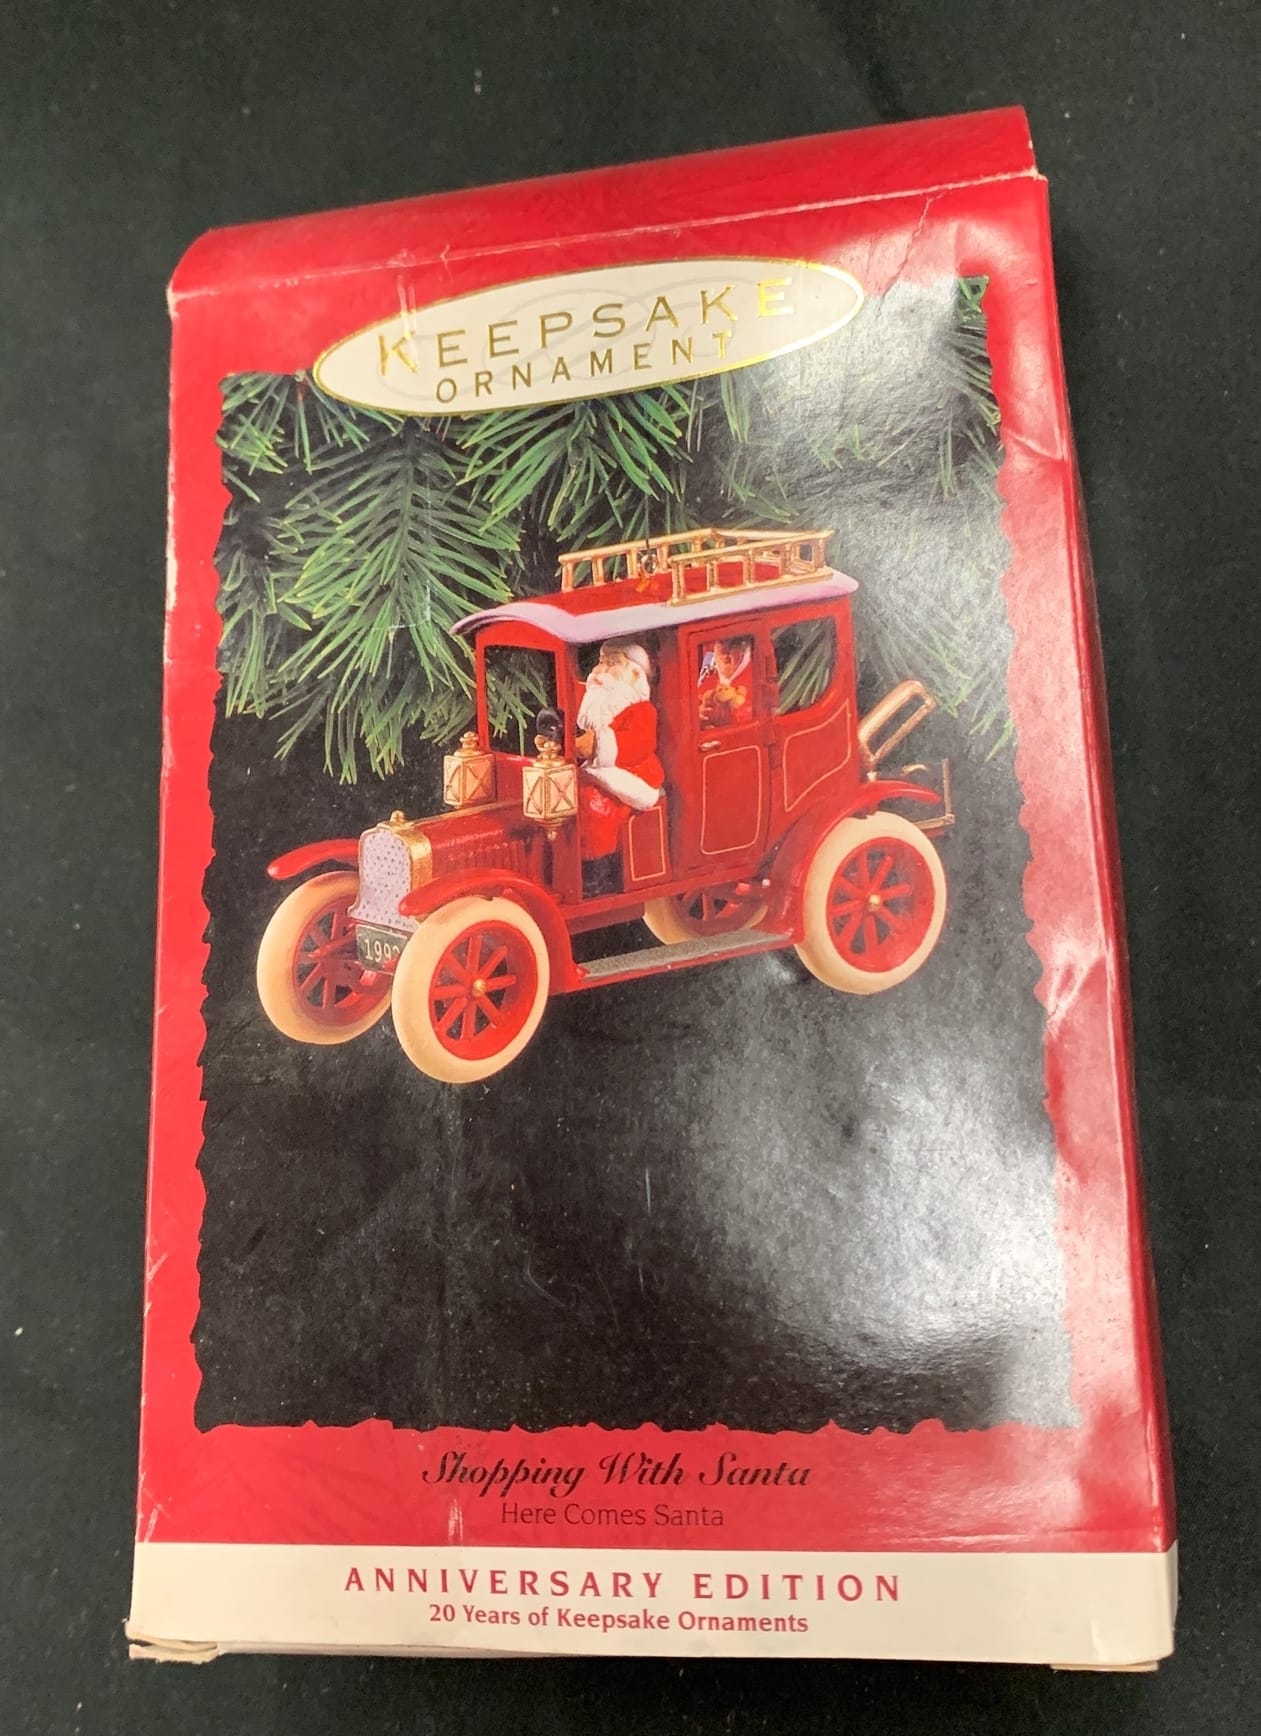 KEEPSAKE
ORNAMENT
Shopping With Santa
Here Comes Santa
ANNIVERSARY EDITION
20 Years of Keepsake Ornaments